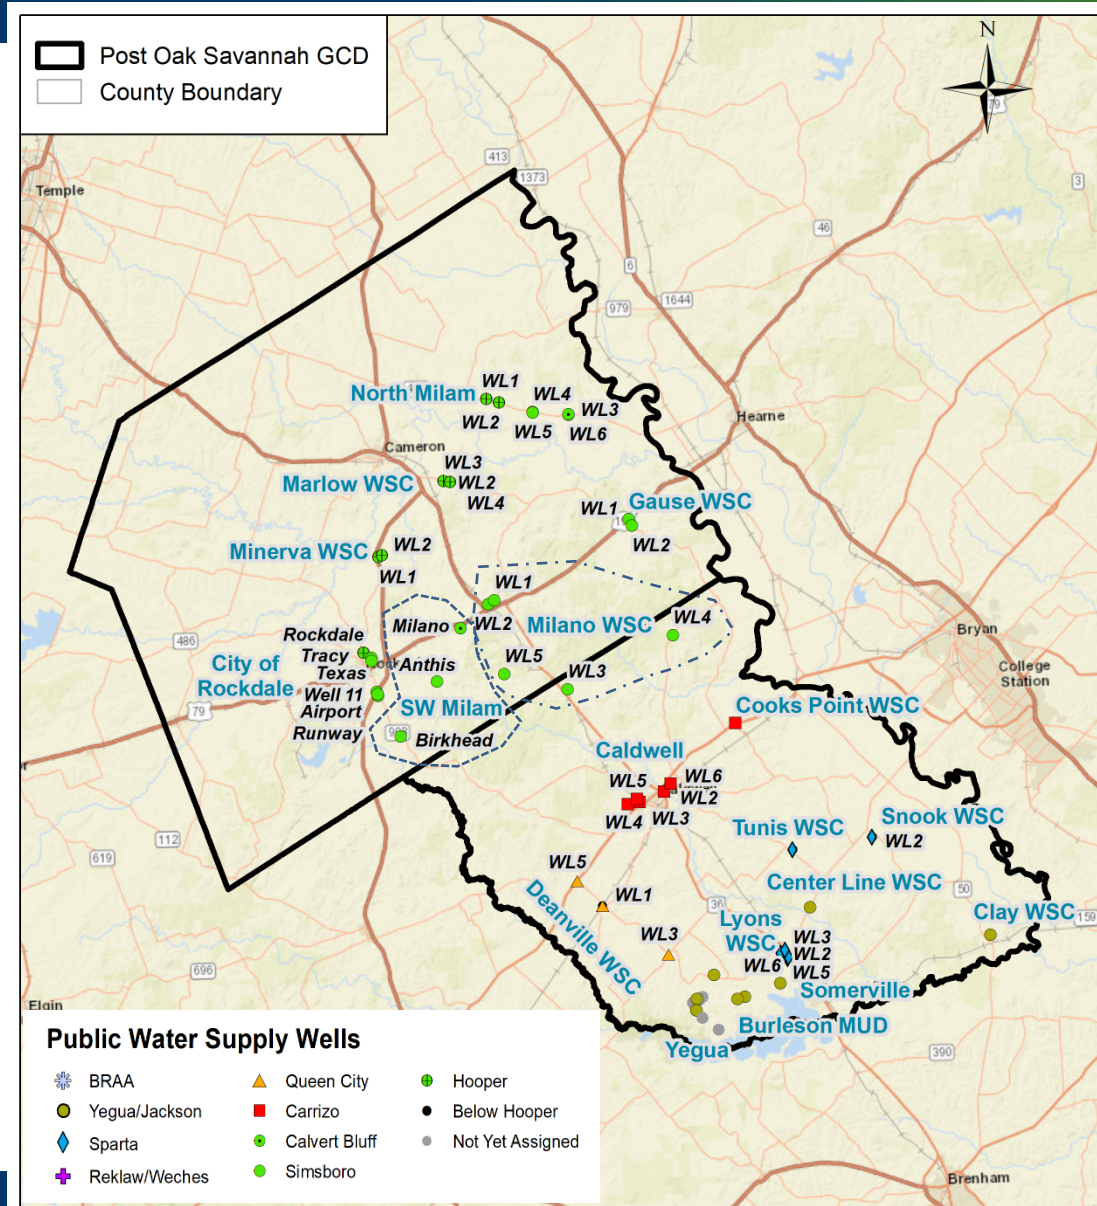 Post Oak Savannah GCD
County Boundary
N
79
413
1373
Temple
3
46
6
1644
979
North Milam
WL1
WL4
WL3
WL2
WL5
WL6
Hearne
Cameron
WL3
Marlow WSC
WL2
WL4
WL1
Gause WSC
WL2
Minerva WSC
WL2
WL1
WL1
Milano
WL2
Milano WSC
WL4
Bryan
486
Rockdale
Tracy
Texas
Anthis
WL5
WL3
College
Station
City of
Rockdale
Well 11
Airport
Runway
SW Milam
79
Birkhead
Cooks Point WSC
Caldwell
WL5
WL6
WL2
WL4
WL3
Tunis WSC
Snook WSC
WL2
112
619
WL5
WL1
Center Line WSC
50
36
Deanville WSC
Lyons
WSC
Clay WSC
159
WL3
WL3
WL2
WL6
WL5
696
Somerville
Elgin
Burleson MUD
Yegua
390
Brenham
Public Water Supply Wells
BRAA
Yegua/Jackson
Sparta
Reklaw/Weches
Queen City
Carrizo
Calvert Bluff
Simsboro
Hooper
Below Hooper
Not Yet Assigned